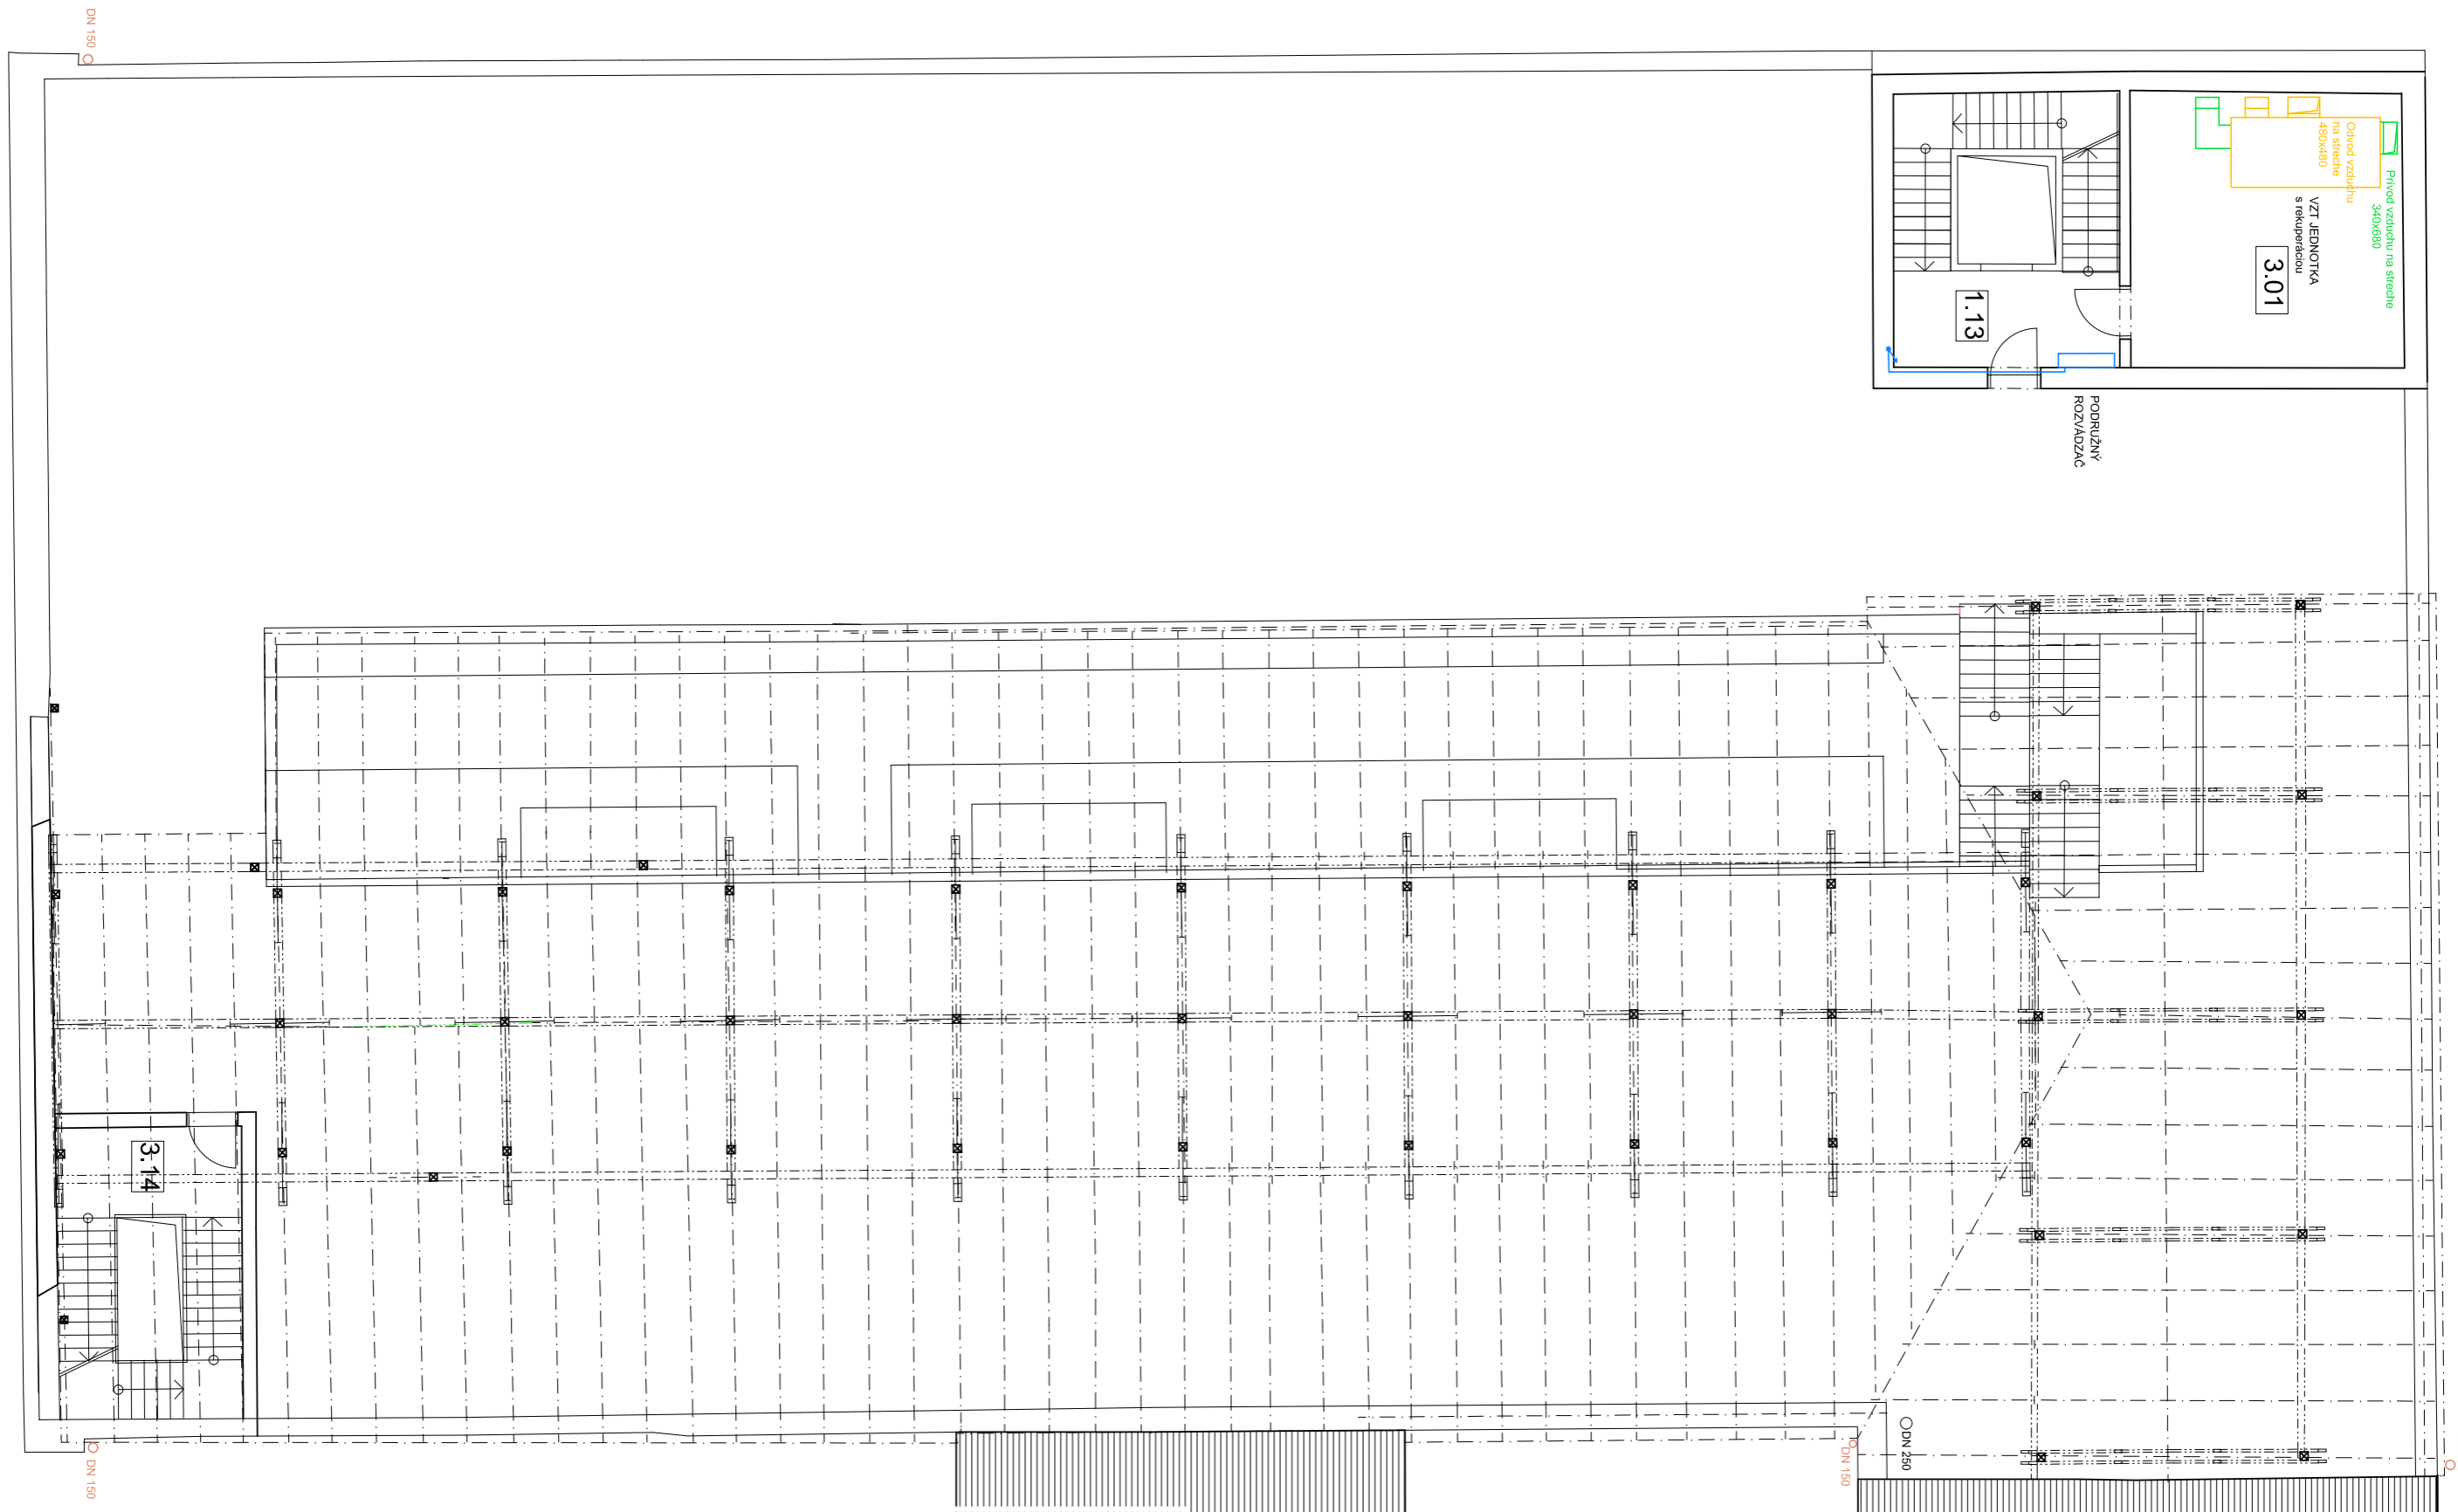 DN 150
Odvod vzduchu
na streche
480x480
Prívod vzduchu na streche
340x680
VZT JEDNOTKA
s rekuperáciou
3.01
1.13
PODRUŽNÝ
ROZVÁDZAČ
3.14
DN 150
DN 150
DN 250